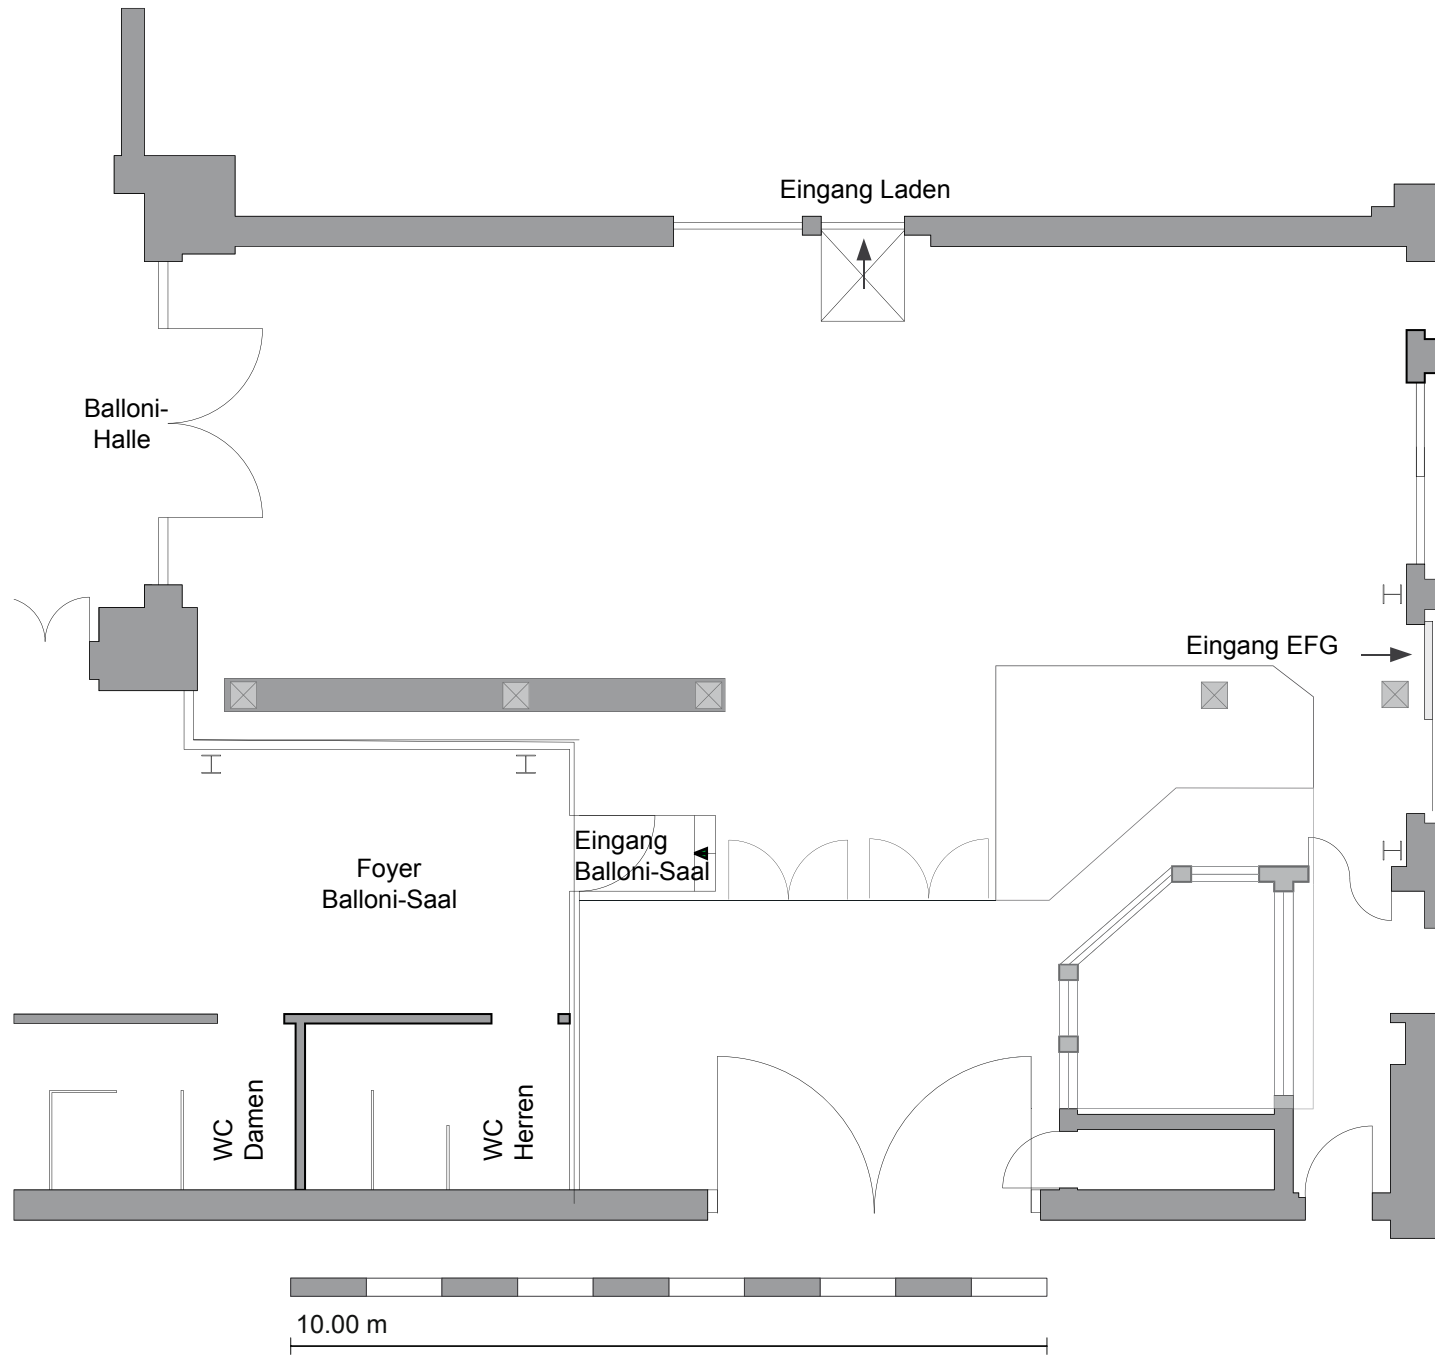 Eingang Laden
Balloni-
Halle
Eingang EFG
Eingang
Balloni-Saal
Foyer
Balloni-Saal
WC
Damen
WC
Herren
10.00 m